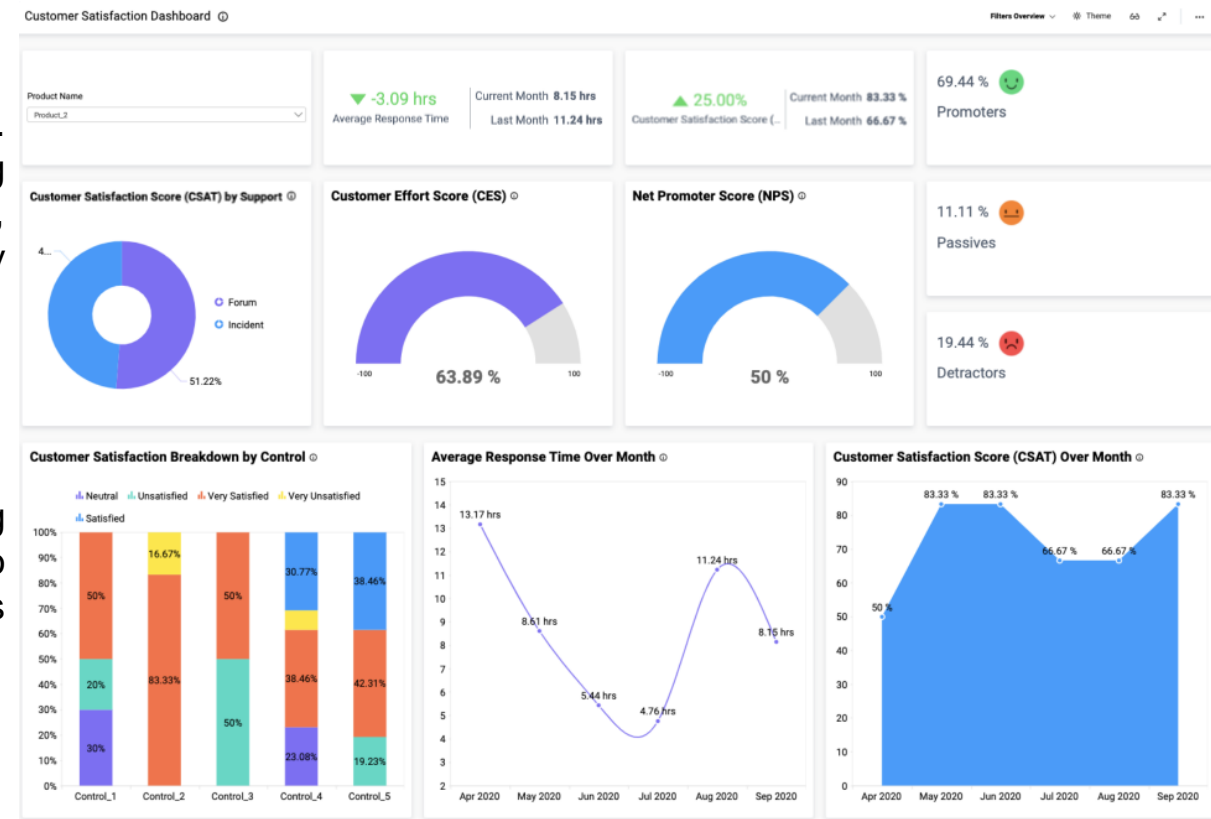 Customer Satisfaction Dashboard
Filters Overview
Theme
Product Name
Product_2
-3.09 hrs
Average Response Time
Current Month 8.15 hrs
Last Month 11.24 hrs
25.00%
Customer Satisfaction Score (...
Current Month 83.33 %
Last Month 66.67 %
69.44 %
Promoters
Customer Satisfaction Score (CSAT) by Support
4...
51.22%
Forum
Incident
Customer Effort Score (CES)
-100
63.89 %
100
Net Promoter Score (NPS)
-100
50 %
100
11.11 %
Passives
19.44 %
Detractors
Customer Satisfaction Breakdown by Control
Neutral Unsatisfied Very Satisfied Very Unsatisfied
Satisfied
100%
90%
80%
70%
60%
50%
40%
30%
20%
10%
0%
50%
20%
30%
16.67%
83.33%
50%
50%
30.77%
38.46%
23.08%
38.46%
42.31%
19.23%
Control_1 Control_2 Control_3 Control_4 Control_5
Average Response Time Over Month
15
14
13
12
11
10
9
8
7
6
5
4
3
2
13.17 hrs
8.61 hrs
5.44 hrs
4.76 hrs
11.24 hrs
8.15 hrs
Apr 2020 May 2020 Jun 2020 Jul 2020 Aug 2020 Sep 2020
Customer Satisfaction Score (CSAT) Over Month
90
80
70
60
50
40
30
20
10
0
50 %
83.33 %
83.33 %
66.67 %
66.67 %
83.33 %
Apr 2020 May 2020 Jun 2020 Jul 2020 Aug 2020 Sep 2020